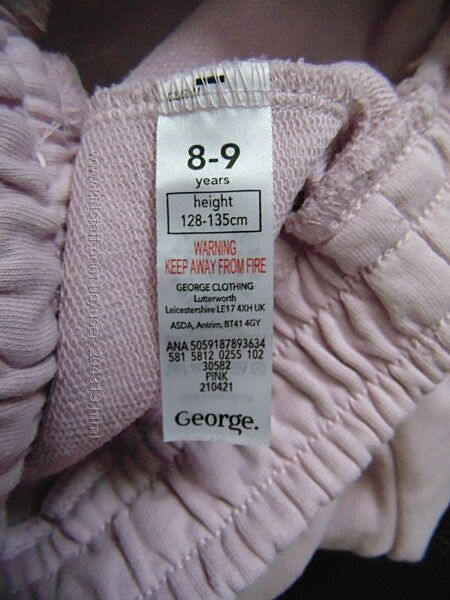 8-9
years
height
128-135cm
WARNING
KEEP AWAY FROM FIRE
GEORGE CLOTHING
Lutterworth
Leicestershire LE17 4XH UK
ASDA, Antrim, BT41 4GY
ANA 5059187893634
581 5812 0255 102
30582
PINK
210421
George.